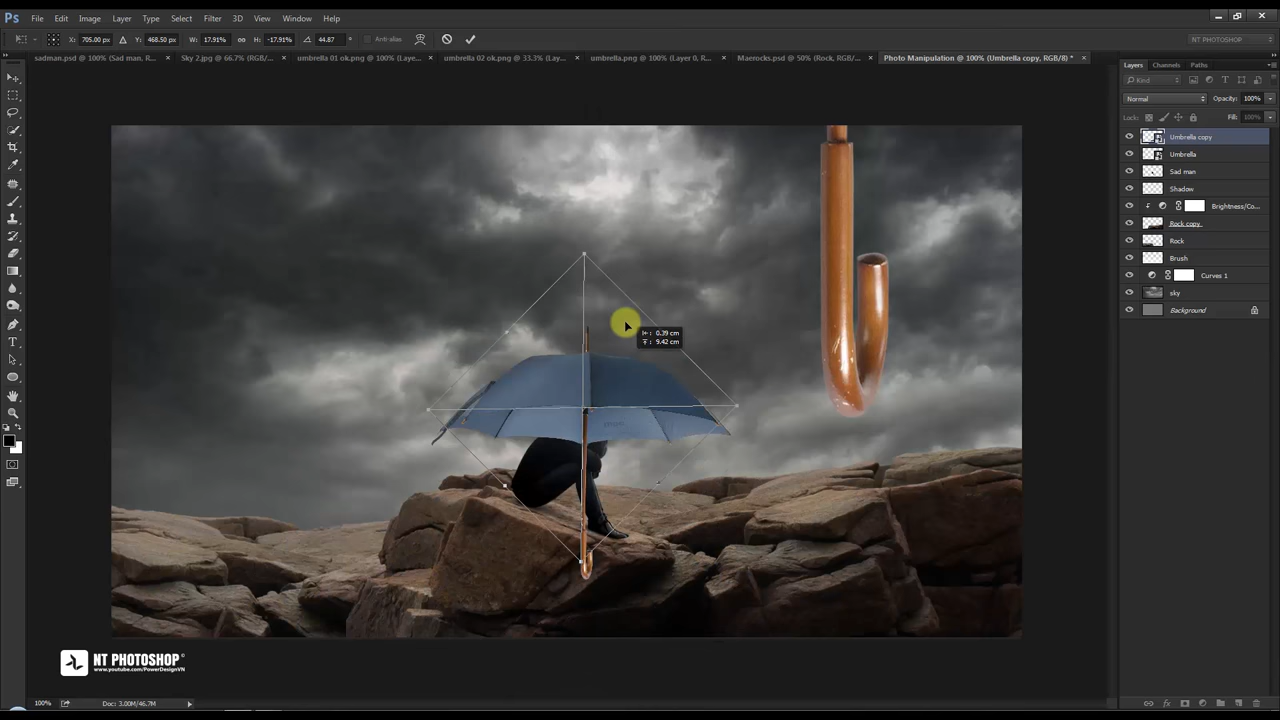 Ps File Edit Image Layer Type Select Filter 3D View Window Help
X: 705.00 px Y: 468.50 px W: 17.91% H: -17.91% 44.87 ° Anti-alias NT PHOTOSHOP
sadman.psd @ 100% (Sad man, R... × Sky 2.jpg @ 66.7% (RGB/... × umbrella 01 ok.png @ 100% (Laye... × umbrella 02 ok.png @ 33.3% (Lay... × umbrella.png @ 100% (Layer 0, R... × Maerocks.psd @ 50% (Rock, RGB/... × Photo Manipulation @ 100% (Umbrella copy, RGB/8) * ×
Layers Channels Paths
Kind
Normal Opacity: 100%
Lock: Fill: 100%
Umbrella copy
Umbrella
Sad man
Shadow
Brightness/Co...
Rock copy
Rock
Brush
Curves 1
sky
Background
0.39 cm
9.42 cm
NT PHOTOSHOP ©
www.youtube.com/PowerDesignVN
100% Doc: 3.00M/46.7M